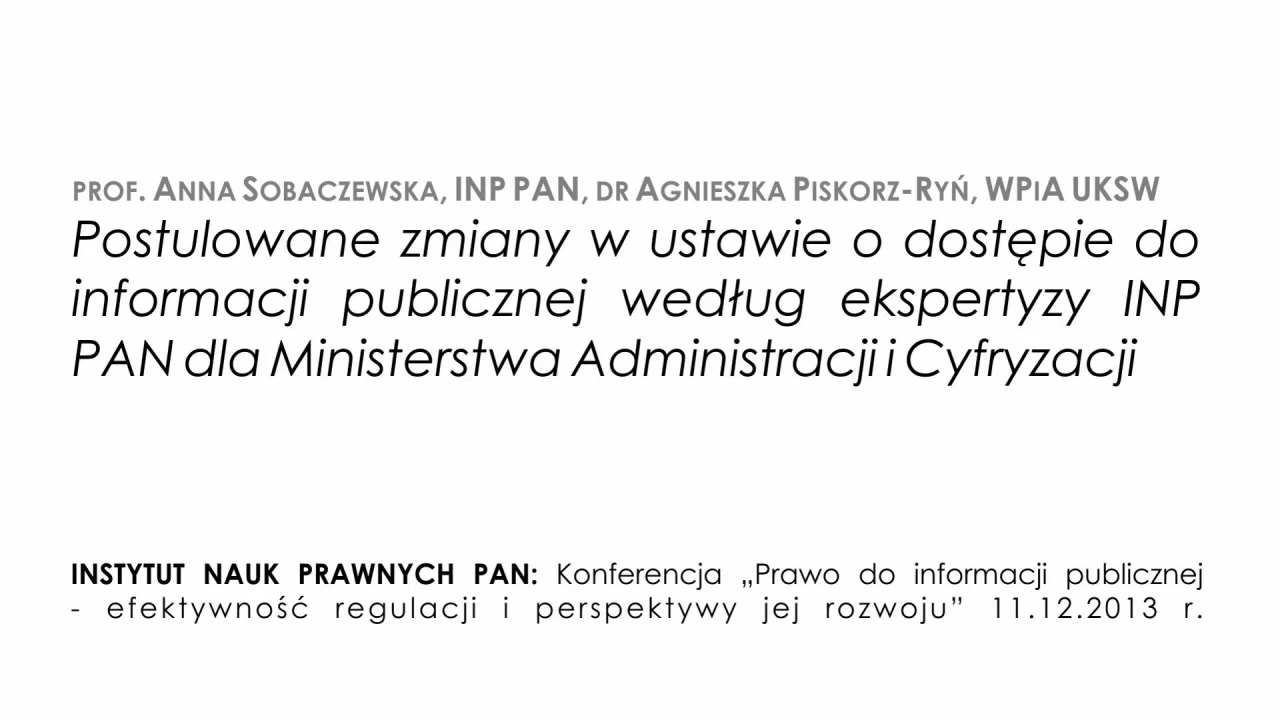 PROF. ANNA SOBACZEWSKA, INP PAN, DR AGNIESZKA PISKORZ-RYŃ, WPIA UKSW
Postulowane zmiany w ustawie o dostępie do
informacji publicznej według ekspertyzy INP
PAN dla Ministerstwa Administracji i Cyfryzacji
INSTYTUT NAUK PRAWNYCH PAN: Konferencja „Prawo do informacji publicznej
- efektywność regulacji i perspektywy jej rozwoju” 11.12.2013 r.